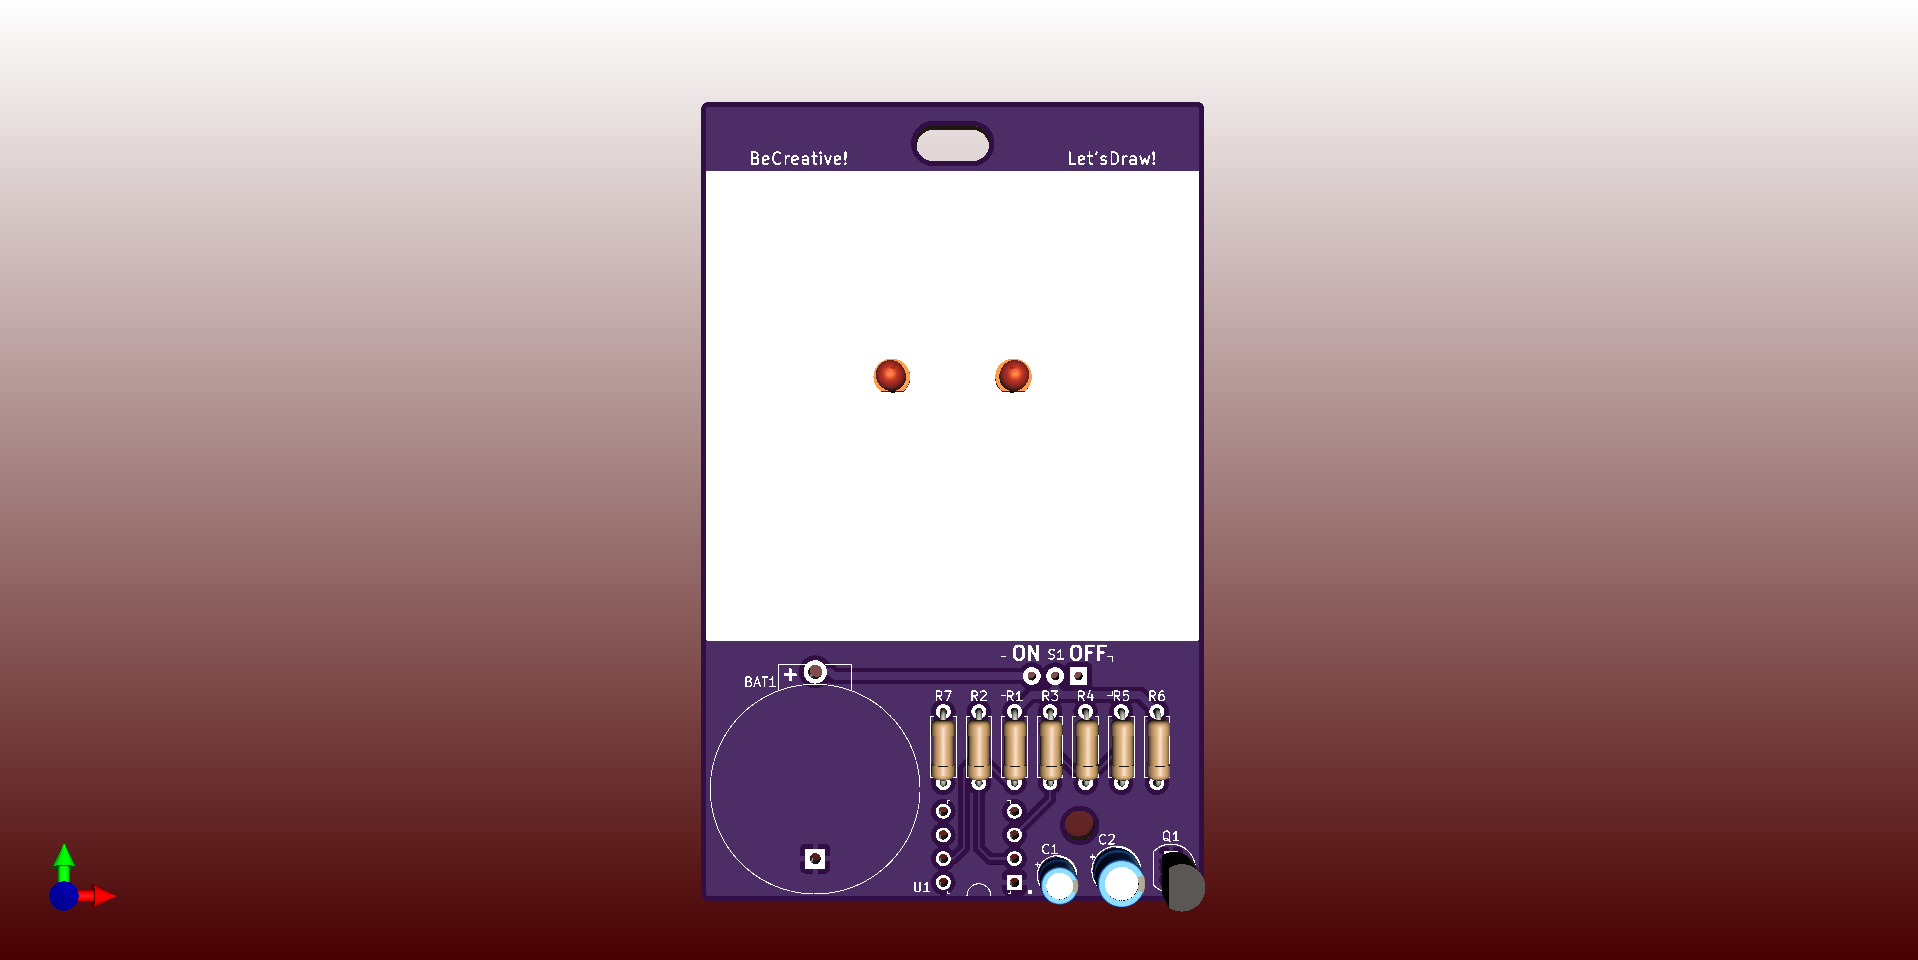 BeCreative! Let'sDraw!
ON S1 OFF
BAT1 +
R7 R2 R1 R3 R4 R5 R6
C1 C2 Q1
U1